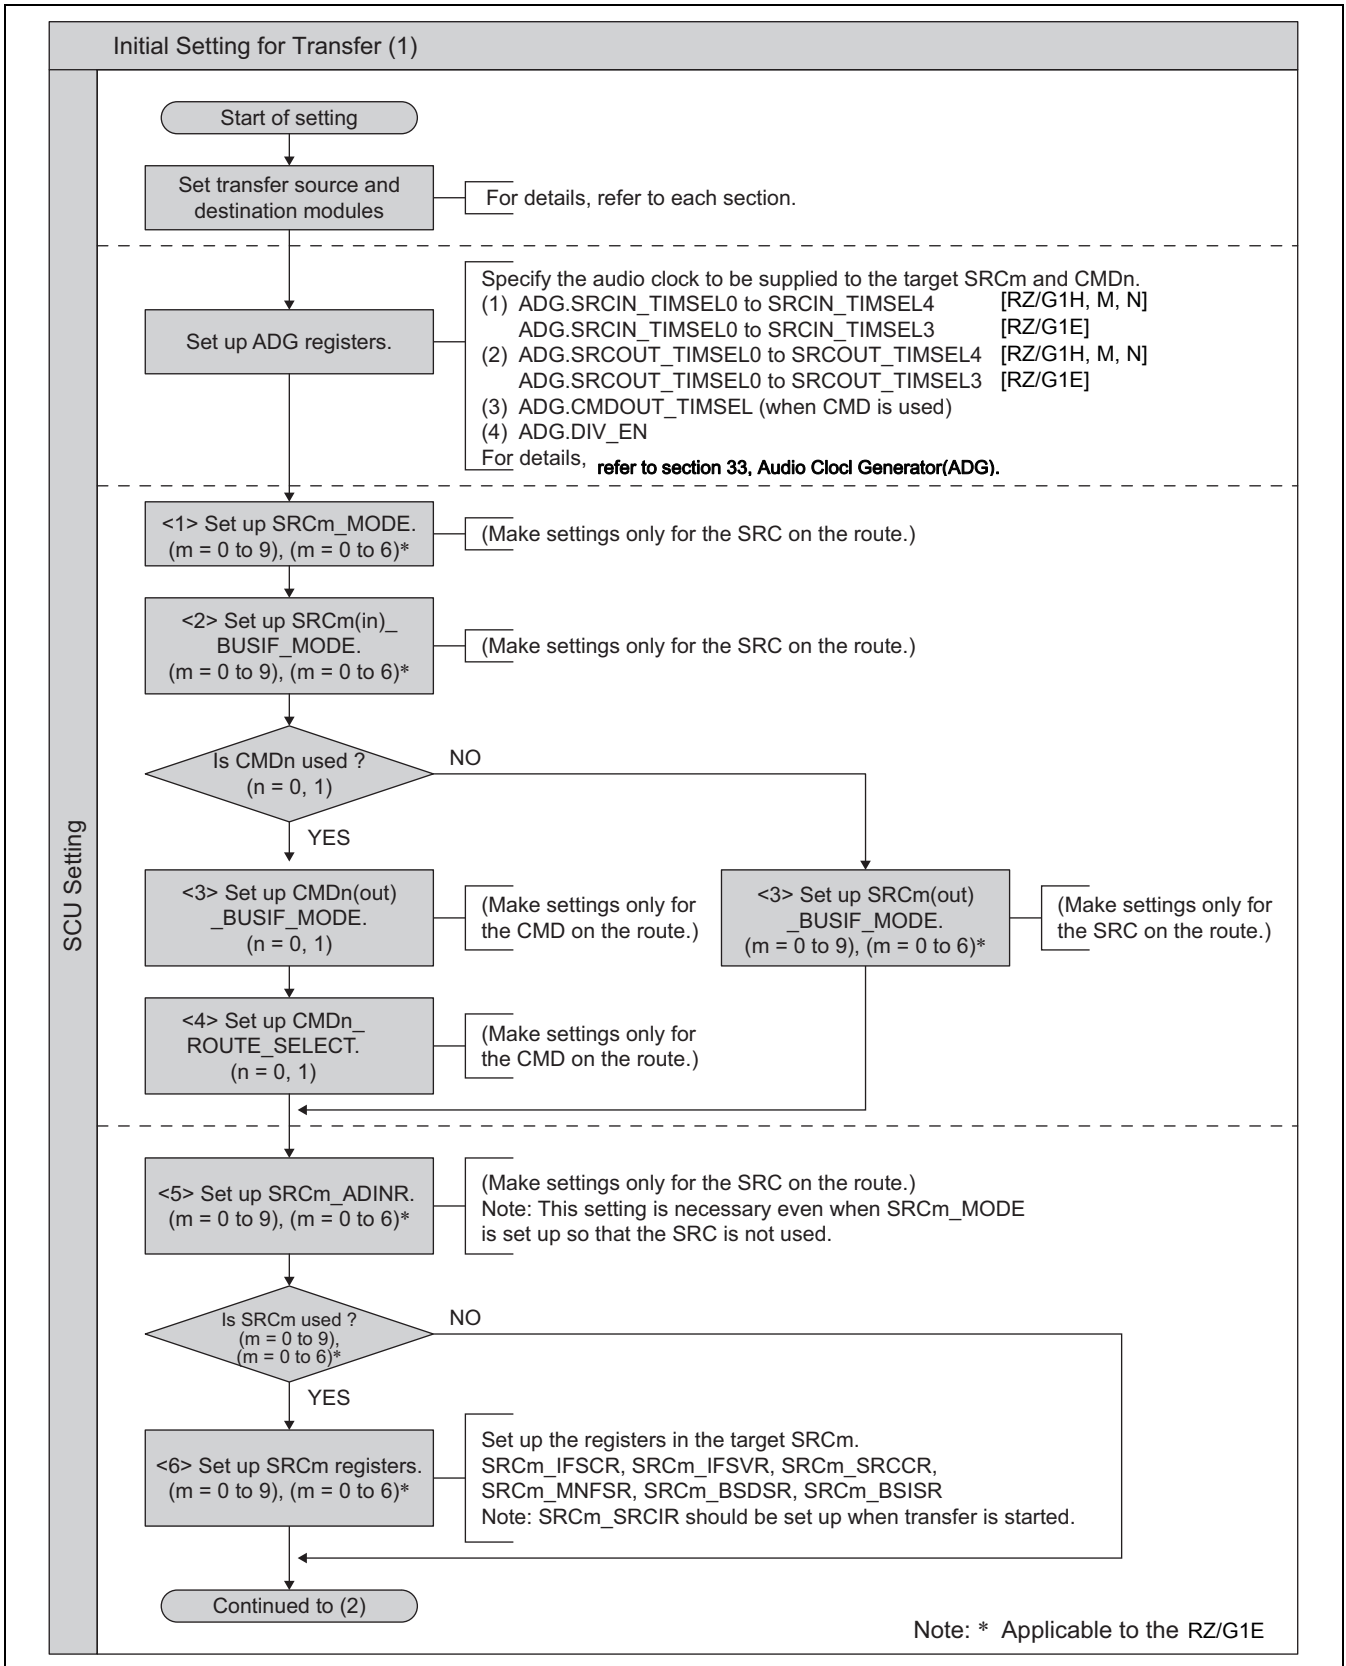 Initial Setting for Transfer (1)
SCU Setting
Start of setting
Set transfer source and
destination modules
For details, refer to each section.
Set up ADG registers.
Specify the audio clock to be supplied to the target SRCm and CMDn.
(1) ADG.SRCIN_TIMSEL0 to SRCIN_TIMSEL4 [RZ/G1H, M, N]
ADG.SRCIN_TIMSEL0 to SRCIN_TIMSEL3 [RZ/G1E]
(2) ADG.SRCOUT_TIMSEL0 to SRCOUT_TIMSEL4 [RZ/G1H, M, N]
ADG.SRCOUT_TIMSEL0 to SRCOUT_TIMSEL3 [RZ/G1E]
(3) ADG.CMDOUT_TIMSEL (when CMD is used)
(4) ADG.DIV_EN
For details, refer to section 33, Audio Clocl Generator(ADG).
<1> Set up SRCm_MODE.
(m = 0 to 9), (m = 0 to 6)*
(Make settings only for the SRC on the route.)
<2> Set up SRCm(in)_
BUSIF_MODE.
(m = 0 to 9), (m = 0 to 6)*
(Make settings only for the SRC on the route.)
Is CMDn used ?
(n = 0, 1)
NO
YES
<3> Set up CMDn(out)
_BUSIF_MODE.
(n = 0, 1)
(Make settings only for
the CMD on the route.)
<3> Set up SRCm(out)
_BUSIF_MODE.
(m = 0 to 9), (m = 0 to 6)*
(Make settings only for
the SRC on the route.)
<4> Set up CMDn_
ROUTE_SELECT.
(n = 0, 1)
(Make settings only for
the CMD on the route.)
<5> Set up SRCm_ADINR.
(m = 0 to 9), (m = 0 to 6)*
(Make settings only for the SRC on the route.)
Note: This setting is necessary even when SRCm_MODE
is set up so that the SRC is not used.
Is SRCm used ?
(m = 0 to 9),
(m = 0 to 6)*
NO
YES
<6> Set up SRCm registers.
(m = 0 to 9), (m = 0 to 6)*
Set up the registers in the target SRCm.
SRCm_IFSCR, SRCm_IFSVR, SRCm_SRCCR,
SRCm_MNFSR, SRCm_BSDSR, SRCm_BSISR
Note: SRCm_SRCIR should be set up when transfer is started.
Continued to (2)
Note: * Applicable to the RZ/G1E